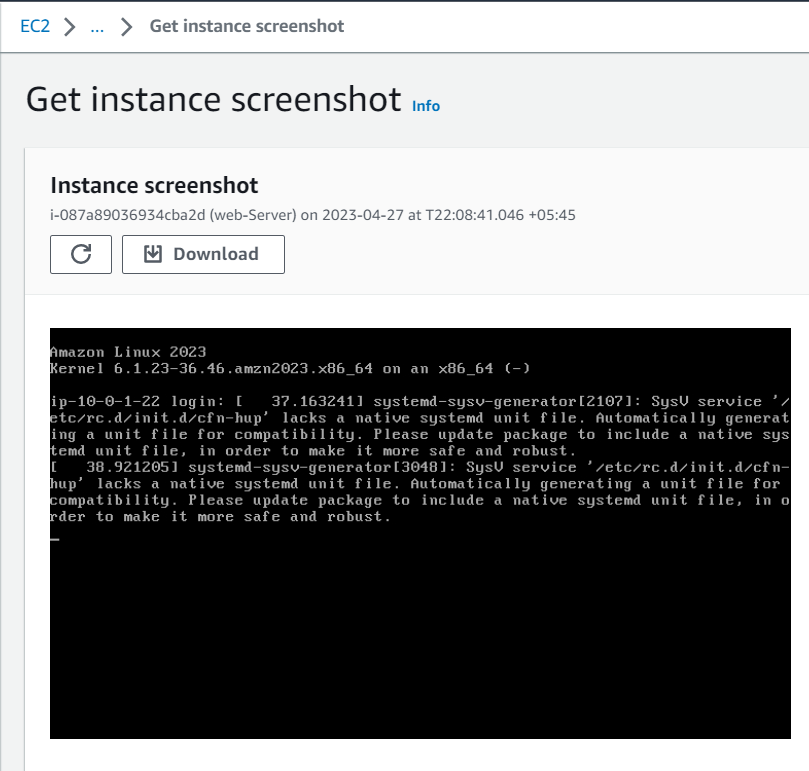 EC2 > ... > Get instance screenshot
Get instance screenshot Info
Instance screenshot
i-087a89036934cba2d (web-Server) on 2023-04-27 at T22:08:41.046 +05:45
Download
Amazon Linux 2023
Kernel 6.1.23-36.46.amzn2023.x86_64 on an x86_64 (-)
ip-10-0-1-22 login: [   37.163241] systemd-sysv-generator[2107]: SysV service '/
etc/rc.d/init.d/cfn-hup' lacks a native systemd unit file. Automatically generat
ing a unit file for compatibility. Please update package to include a native sys
temd unit file, in order to make it more safe and robust.
[   38.921205] systemd-sysv-generator[3048]: SysV service '/etc/rc.d/init.d/cfn-
hup' lacks a native systemd unit file. Automatically generating a unit file for
compatibility. Please update package to include a native systemd unit file, in o
rder to make it more safe and robust.